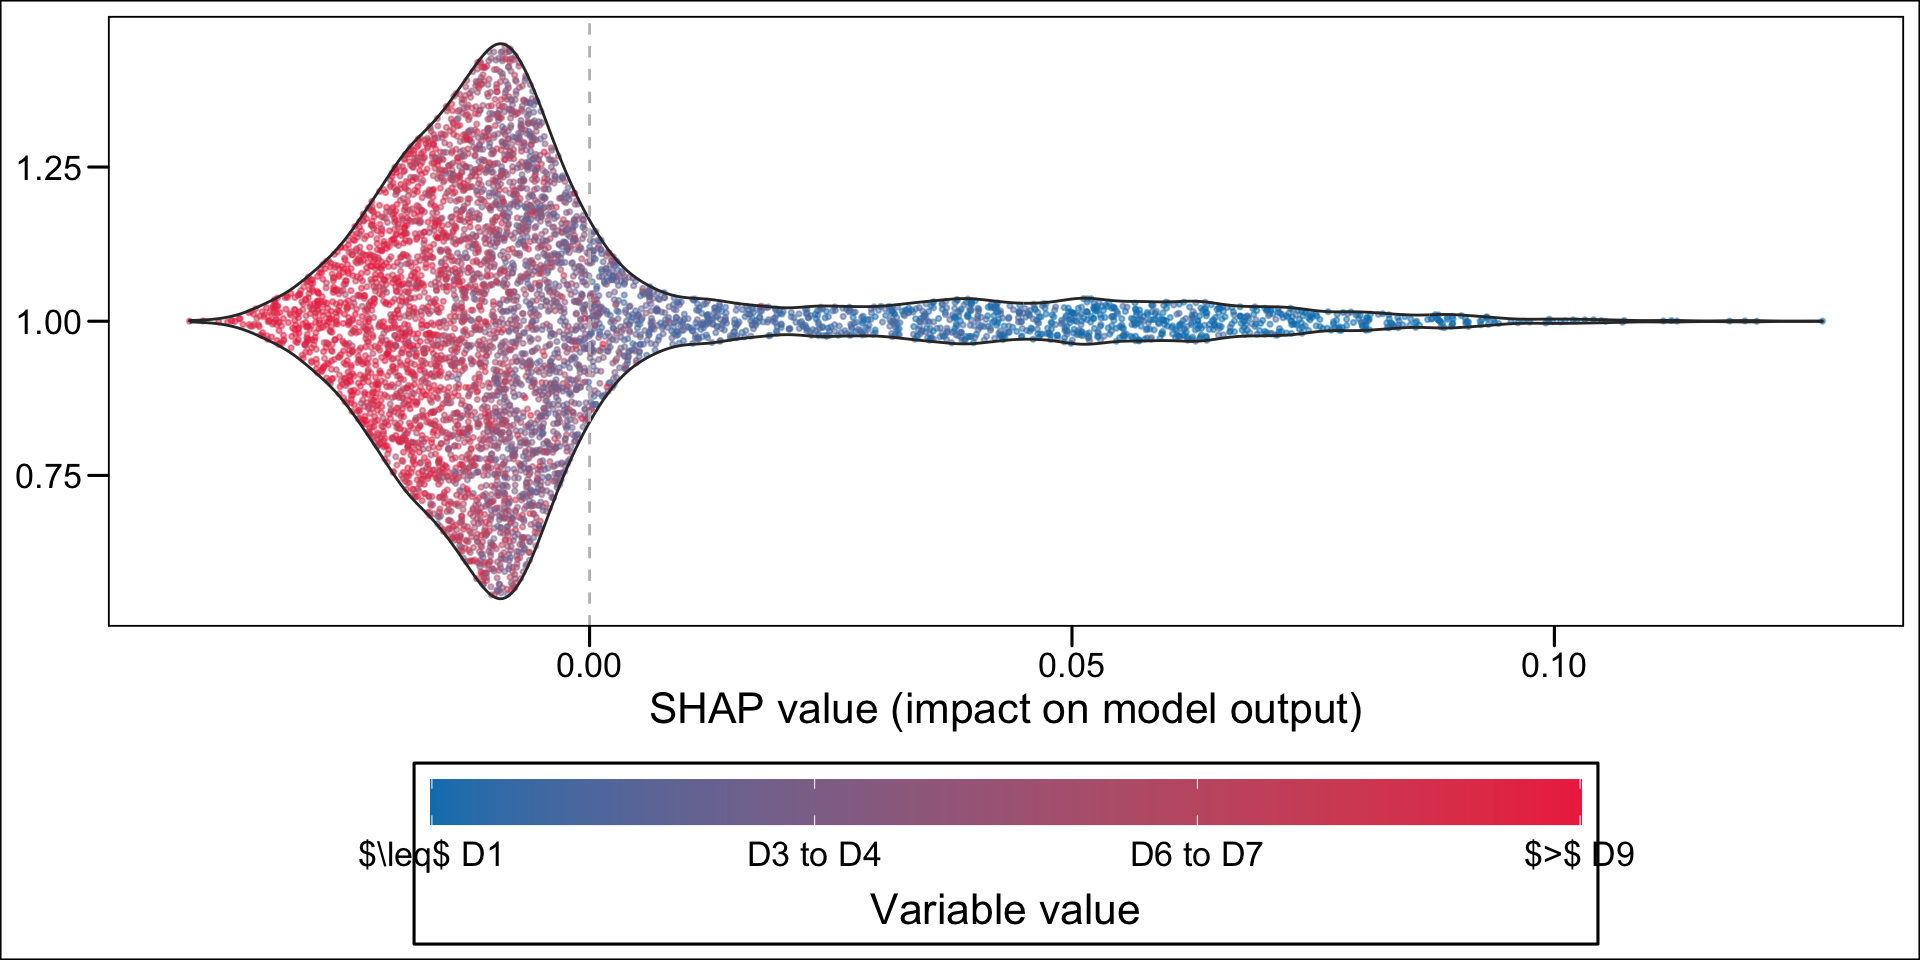 1.25
1.00
0.75
0.00 0.05 0.10
SHAP value (impact on model output)
$\leq$ D1 D3 to D4 D6 to D7 $>$ D9
Variable value